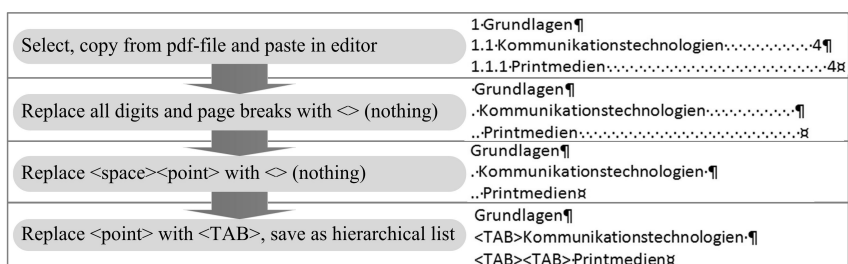 Select, copy from pdf-file and paste in editor
1·Grundlagen¶
1.1·Kommunikationstechnologien·.·.·.·.·.·.·.·.·.·.·.·4¶
1.1.1·Printmedien·.·.·.·.·.·.·.·.·.·.·.·.·.·.·.·.·.·.·.·.·.·.·.·.·.·.·4¤
Replace all digits and page breaks with <> (nothing)
·Grundlagen¶
.·Kommunikationstechnologien·.·.·.·.·.·.·.·.·.·.·.·¶
..·Printmedien·.·.·.·.·.·.·.·.·.·.·.·.·.·.·.·.·.·.·.·.·.·.·.·.·.·.·¤
Replace <space><point> with <> (nothing)
Grundlagen¶
.·Kommunikationstechnologien·¶
..·Printmedien¤
Replace <point> with <TAB>, save as hierarchical list
Grundlagen¶
<TAB>Kommunikationstechnologien·¶
<TAB><TAB>·Printmedien¤